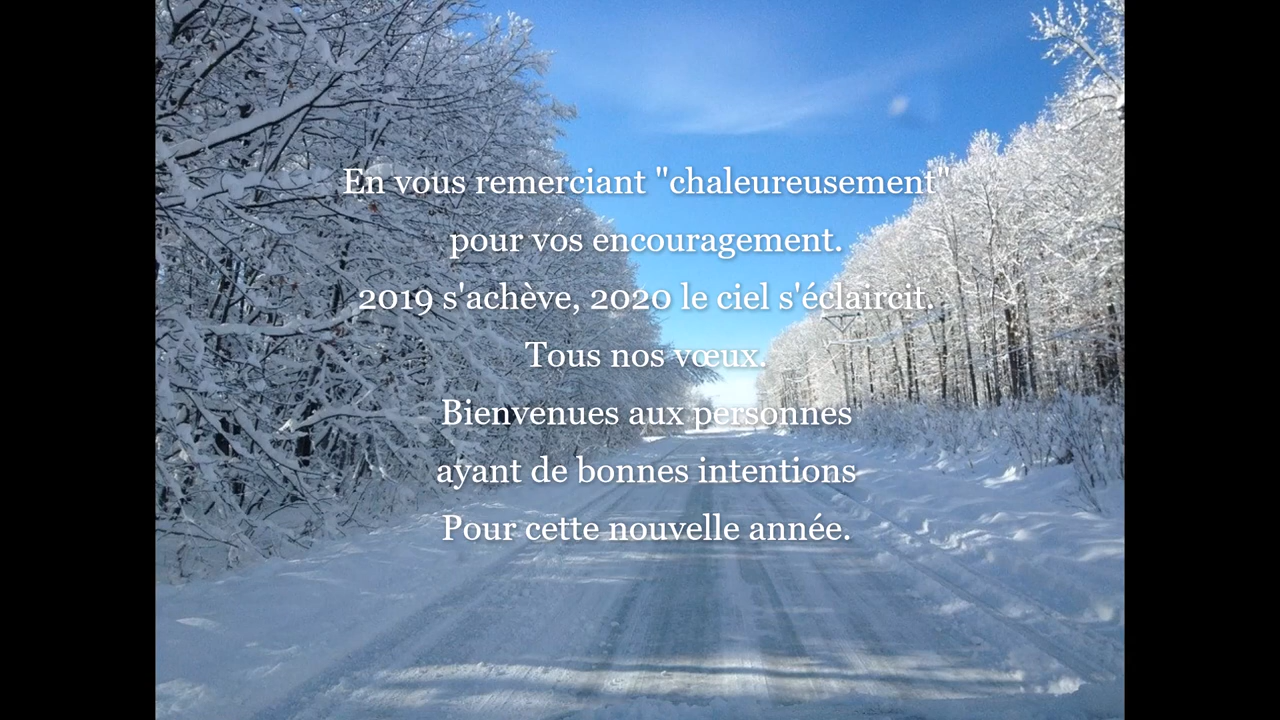 En vous remerciant "chaleureusement"
pour vos encouragement.
2019 s'achève, 2020 le ciel s'éclaircit.
Tous nos vœux.
Bienvenues aux personnes
ayant de bonnes intentions
Pour cette nouvelle année.